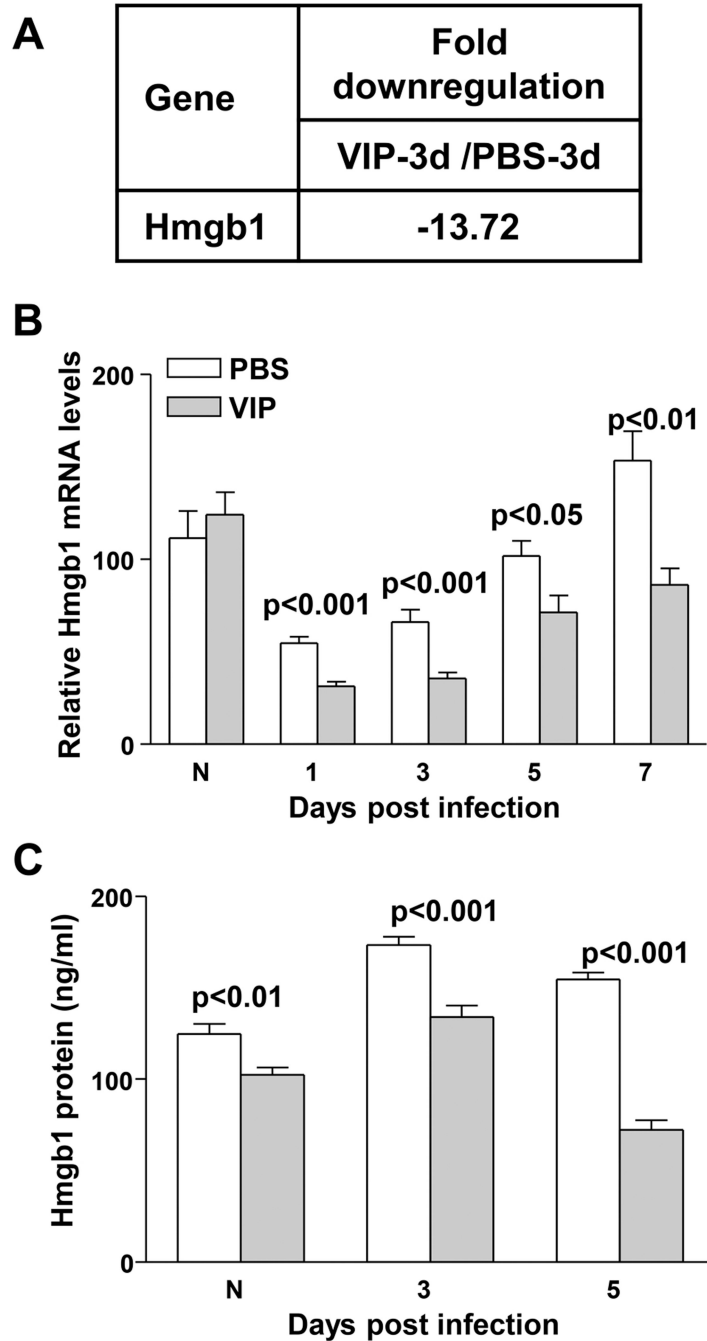 A
Gene
Fold
downregulation
VIP-3d /PBS-3d
Hmgb1
-13.72
B
Relative Hmgb1 mRNA levels
200
100
0
PBS
VIP
p<0.001
p<0.001
p<0.05
p<0.01
N 1 3 5 7
Days post infection
C
Hmgb1 protein (ng/ml)
200
100
0
p<0.01
p<0.001
p<0.001
N 3 5
Days post infection